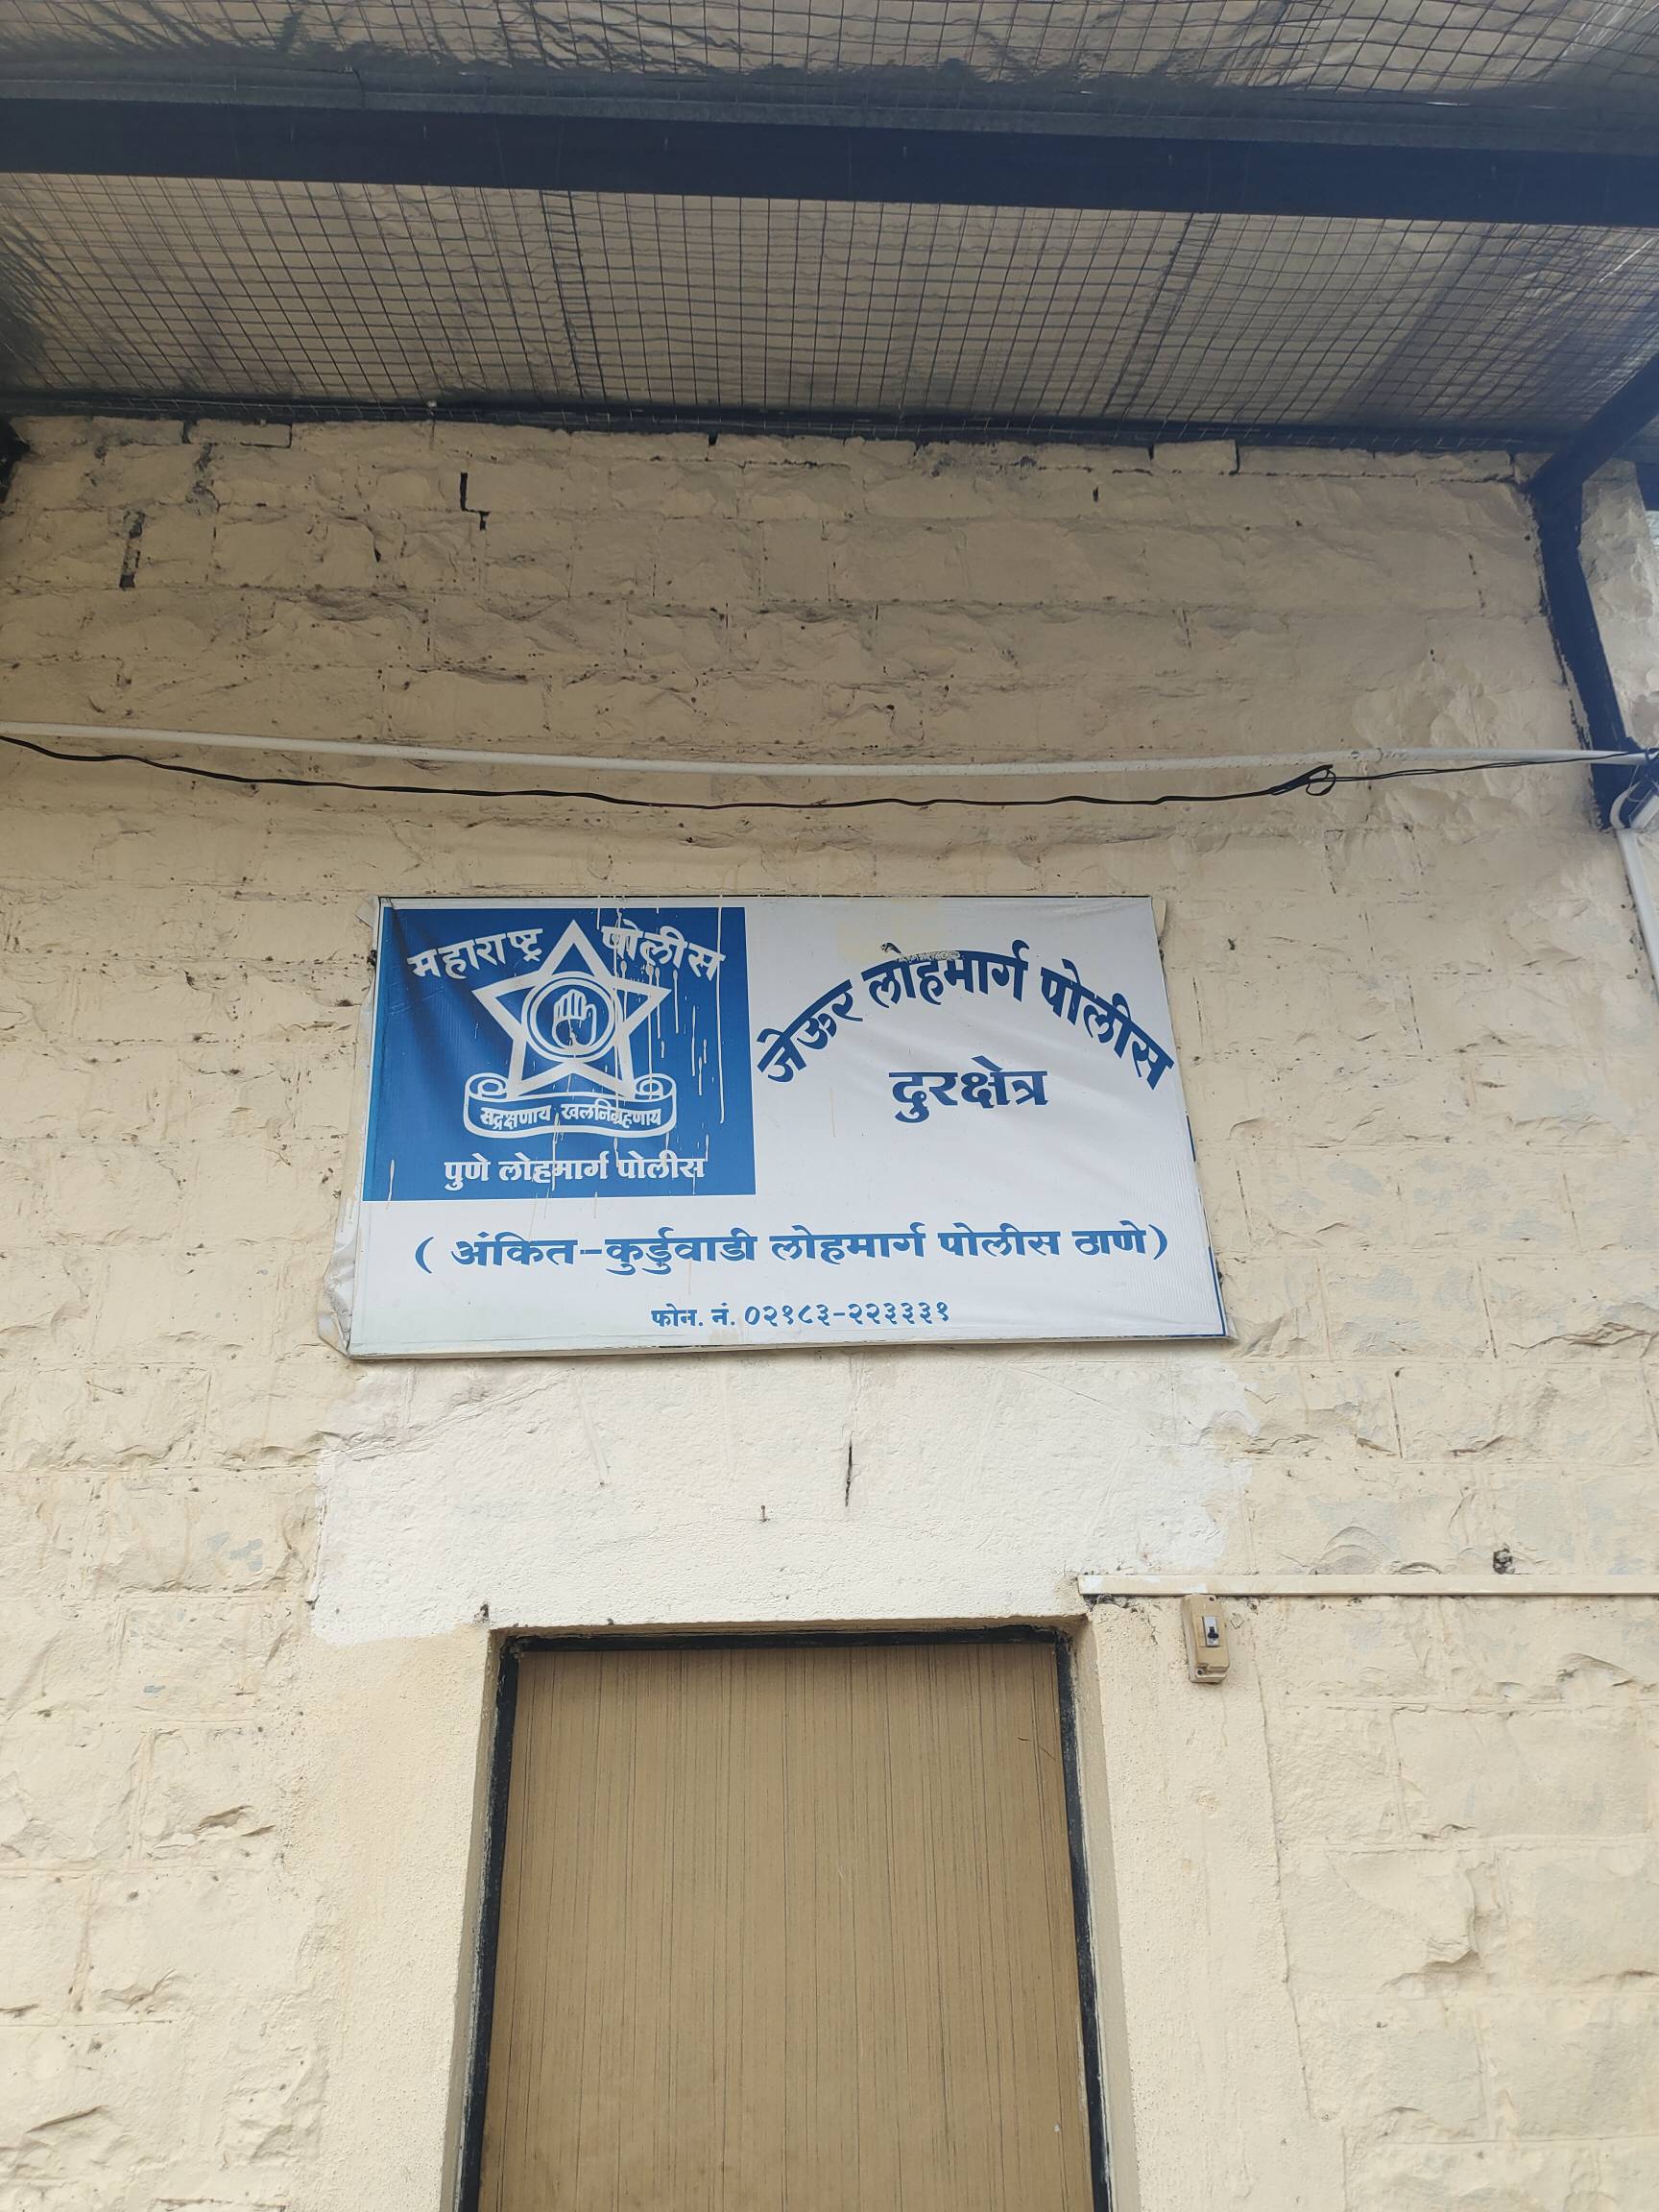 महाराष्ट्र पोलीस
सद्रक्षणाय खलनिग्रहणाय
पुणे लोहमार्ग पोलीस
जेऊर लोहमार्ग पोलीस
दुरक्षेत्र
( अंकित-कुर्डुवाडी लोहमार्ग पोलीस ठाणे)
फोन. नं. ०२१८३-२२३३३१